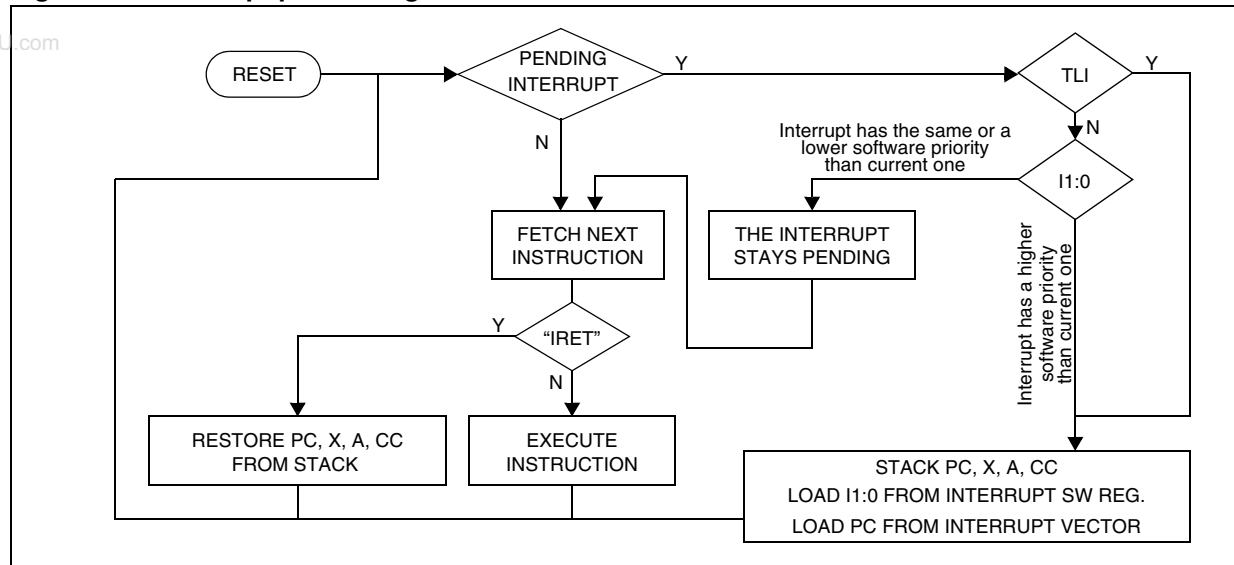 U.com
RESET
PENDING
INTERRUPT
Y
TLI
Y
N
N
Interrupt has the same or a
lower software priority
than current one
I1:0
FETCH NEXT
INSTRUCTION
THE INTERRUPT
STAYS PENDING
Interrupt has a higher
software priority
than current one
Y
“IRET”
N
RESTORE PC, X, A, CC
FROM STACK
EXECUTE
INSTRUCTION
STACK PC, X, A, CC
LOAD I1:0 FROM INTERRUPT SW REG.
LOAD PC FROM INTERRUPT VECTOR